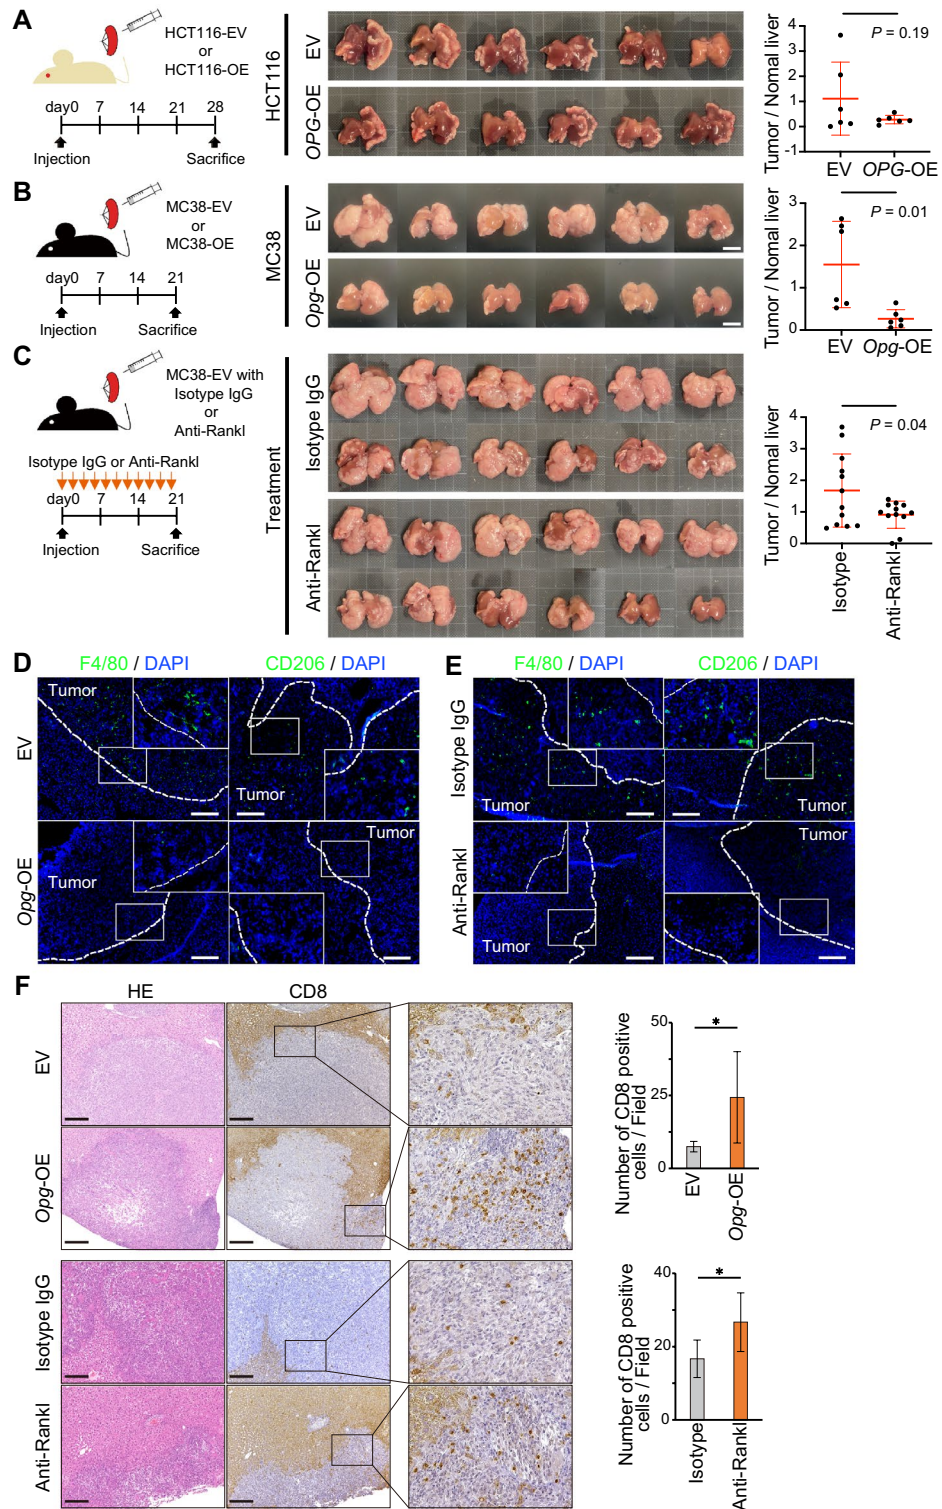 A
HCT116-EV
or
HCT116-OE
day0 7 14 21 28
Injection Sacrifice
HCT116
EV
OPG-OE
P = 0.19
Tumor / Nomal liver
4
3
2
1
0
-1
EV OPG-OE
B
MC38-EV
or
MC38-OE
day0 7 14 21
Injection Sacrifice
MC38
EV
Opg-OE
P = 0.01
Tumor / Nomal liver
3
2
1
0
EV Opg-OE
C
MC38-EV with
Isotype IgG
or
Anti-Rankl
Isotype IgG or Anti-Rankl
day0 7 14 21
Injection Sacrifice
Treatment
Isotype IgG
Anti-Rankl
P = 0.04
Tumor / Nomal liver
4
3
2
1
0
Isotype
Anti-Rankl
D
F4/80 / DAPI CD206 / DAPI
EV
Tumor
Tumor
Opg-OE
Tumor
Tumor
E
F4/80 / DAPI CD206 / DAPI
Isotype IgG
Tumor
Tumor
Anti-Rankl
Tumor
Tumor
F
HE CD8
EV
Opg-OE
Isotype IgG
Anti-Rankl
*
Number of CD8 positive
cells / Field
50
25
0
EV
Opg-OE
*
Number of CD8 positive
cells / Field
40
20
0
Isotype
Anti-Rankl